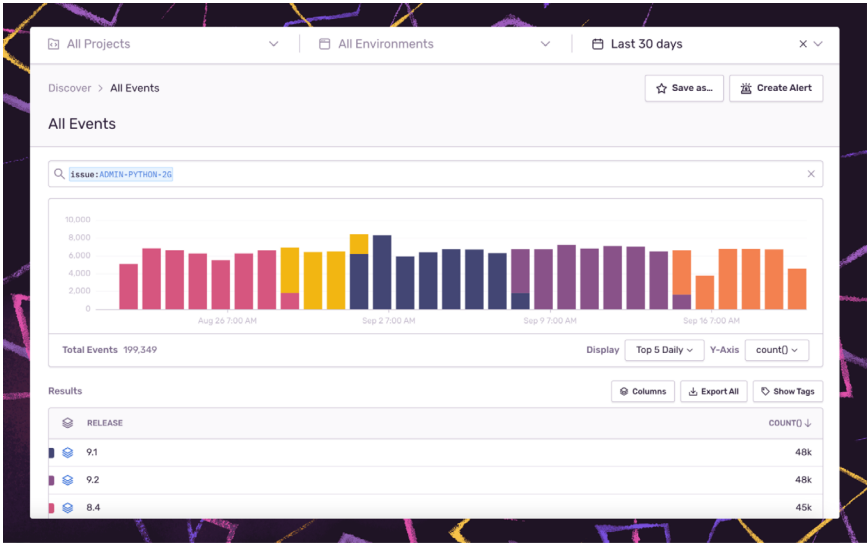 All Projects All Environments Last 30 days
Discover > All Events Save as... Create Alert
All Events
issue:ADMIN-PYTHON-2G
10,000
8,000
6,000
4,000
2,000
0
Aug 26 7:00 AM Sep 2 7:00 AM Sep 9 7:00 AM Sep 16 7:00 AM
Total Events 199,349 Display Top 5 Daily Y-Axis count()
Results Columns Export All Show Tags
RELEASE COUNT() ↓
9.1 48k
9.2 48k
8.4 45k